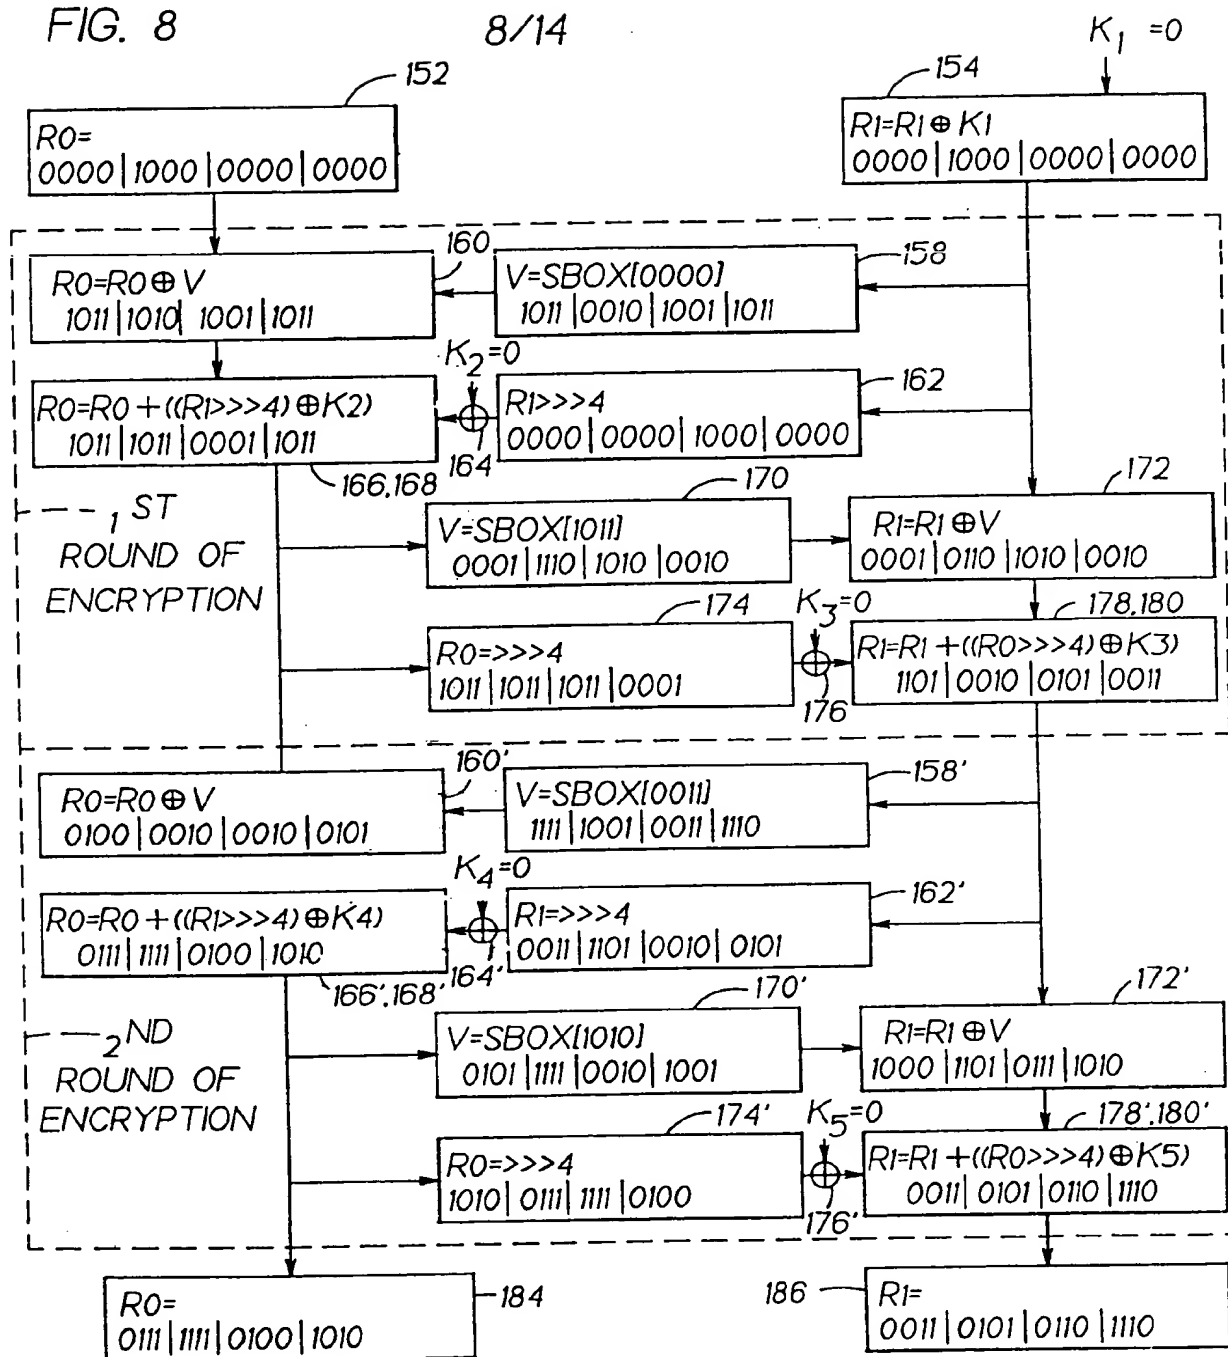 FIG. 8
8/14
K1 =0
152
154
R0=
0000|1000|0000|0000
R1=R1⊕K1
0000|1000|0000|0000
160
158
R0=R0⊕V
1011|1010|1001|1011
V=SBOX[0000]
1011|0010|1001|1011
K2=0
162
R0=R0+((R1>>>4)⊕K2)
1011|1011|0001|1011
R1>>>4
0000|0000|1000|0000
164
166,168
170
172
1 ST
ROUND OF
ENCRYPTION
V=SBOX[1011]
0001|1110|1010|0010
R1=R1⊕V
0001|0110|1010|0010
174
K3=0
178,180
R0=>>>4
1011|1011|1011|0001
R1=R1+((R0>>>4)⊕K3)
1101|0010|0101|0011
176
160'
158'
R0=R0⊕V
0100|0010|0010|0101
V=SBOX[0011]
1111|1001|0011|1110
K4=0
162'
R0=R0+((R1>>>4)⊕K4)
0111|1111|0100|1010
R1=>>>4
0011|1101|0010|0101
164'
166',168'
170'
172'
2 ND
ROUND OF
ENCRYPTION
V=SBOX[1010]
0101|1111|0010|1001
R1=R1⊕V
1000|1101|0111|1010
174'
K5=0
178',180'
R0=>>>4
1010|0111|1111|0100
R1=R1+((R0>>>4)⊕K5)
0011|0101|0110|1110
176'
184
186
R0=
0111|1111|0100|1010
R1=
0011|0101|0110|1110